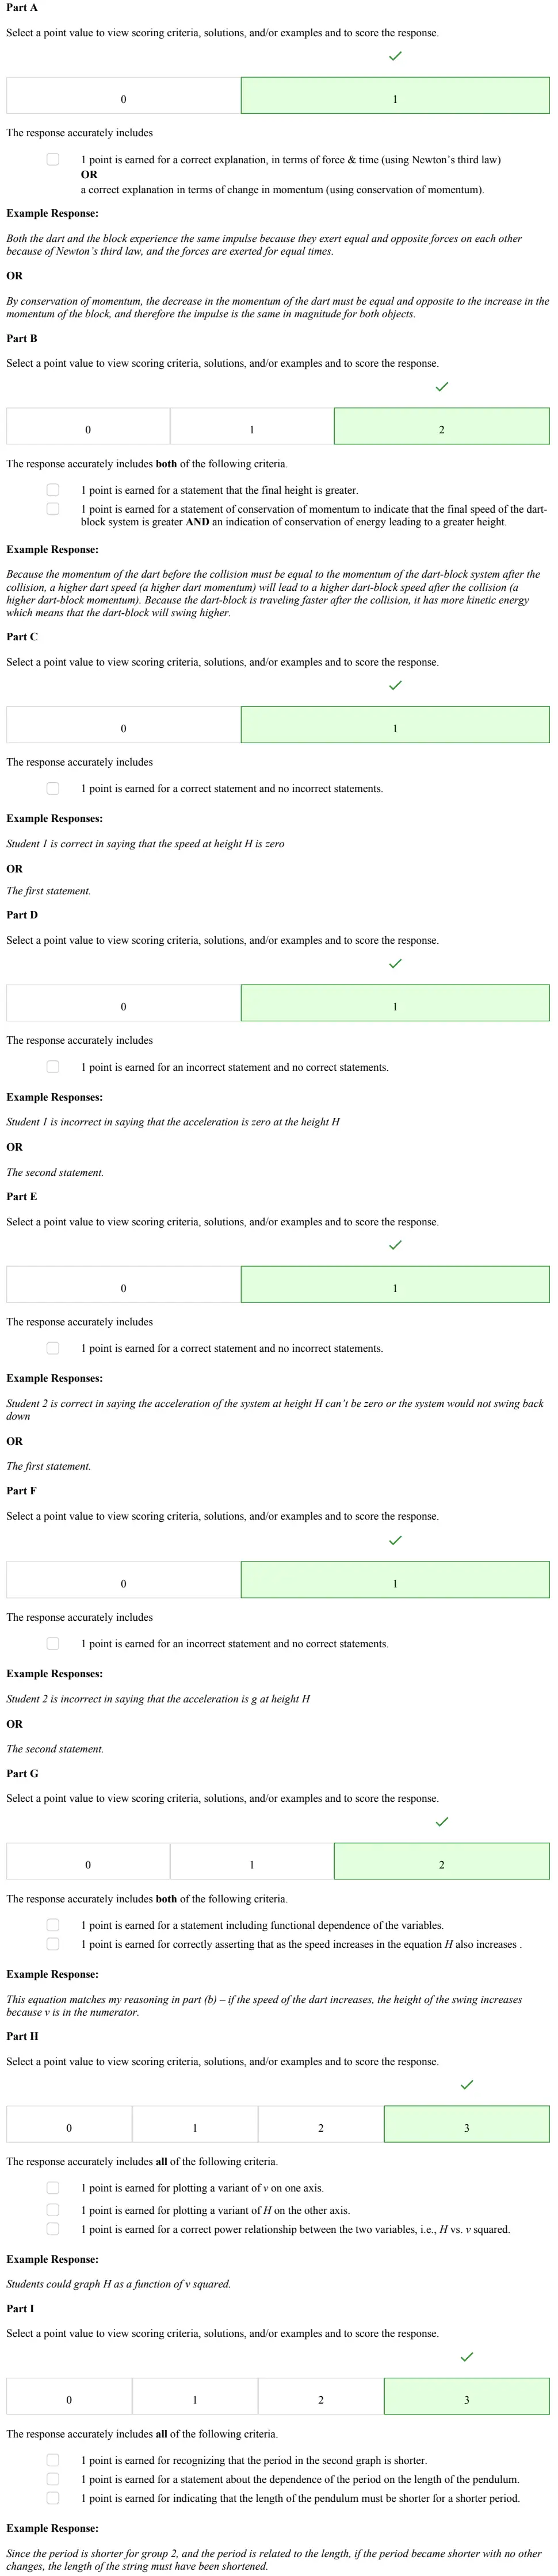 Part A
Select a point value to view scoring criteria, solutions, and/or examples and to score the response.
0 1
The response accurately includes
1 point is earned for a correct explanation, in terms of force & time (using Newton's third law)
OR
a correct explanation in terms of change in momentum (using conservation of momentum).
Example Response:
Both the dart and the block experience the same impulse because they exert equal and opposite forces on each other
because of Newton's third law, and the forces are exerted for equal times.
OR
By conservation of momentum, the decrease in the momentum of the dart must be equal and opposite to the increase in the
momentum of the block, and therefore the impulse is the same in magnitude for both objects.
Part B
Select a point value to view scoring criteria, solutions, and/or examples and to score the response.
0 1 2
The response accurately includes both of the following criteria.
1 point is earned for a statement that the final height is greater.
1 point is earned for a statement of conservation of momentum to indicate that the final speed of the dart-
block system is greater AND an indication of conservation of energy leading to a greater height.
Example Response:
Because the momentum of the dart before the collision must be equal to the momentum of the dart-block system after the
collision, a higher dart speed (a higher dart momentum) will lead to a higher dart-block speed after the collision (a
higher dart-block momentum). Because the dart-block is traveling faster after the collision, it has more kinetic energy
which means that the dart-block will swing higher.
Part C
Select a point value to view scoring criteria, solutions, and/or examples and to score the response.
0 1
The response accurately includes
1 point is earned for a correct statement and no incorrect statements.
Example Responses:
Student 1 is correct in saying that the speed at height H is zero
OR
The first statement.
Part D
Select a point value to view scoring criteria, solutions, and/or examples and to score the response.
0 1
The response accurately includes
1 point is earned for an incorrect statement and no correct statements.
Example Responses:
Student 1 is incorrect in saying that the acceleration is zero at the height H
OR
The second statement.
Part E
Select a point value to view scoring criteria, solutions, and/or examples and to score the response.
0 1
The response accurately includes
1 point is earned for a correct statement and no incorrect statements.
Example Responses:
Student 2 is correct in saying the acceleration of the system at height H can't be zero or the system would not swing back
down
OR
The first statement.
Part F
Select a point value to view scoring criteria, solutions, and/or examples and to score the response.
0 1
The response accurately includes
1 point is earned for an incorrect statement and no correct statements.
Example Responses:
Student 2 is incorrect in saying that the acceleration is g at height H
OR
The second statement.
Part G
Select a point value to view scoring criteria, solutions, and/or examples and to score the response.
0 1 2
The response accurately includes both of the following criteria.
1 point is earned for a statement including functional dependence of the variables.
1 point is earned for correctly asserting that as the speed increases in the equation H also increases .
Example Response:
This equation matches my reasoning in part (b) – if the speed of the dart increases, the height of the swing increases
because v is in the numerator.
Part H
Select a point value to view scoring criteria, solutions, and/or examples and to score the response.
0 1 2 3
The response accurately includes all of the following criteria.
1 point is earned for plotting a variant of v on one axis.
1 point is earned for plotting a variant of H on the other axis.
1 point is earned for a correct power relationship between the two variables, i.e., H vs. v squared.
Example Response:
Students could graph H as a function of v squared.
Part I
Select a point value to view scoring criteria, solutions, and/or examples and to score the response.
0 1 2 3
The response accurately includes all of the following criteria.
1 point is earned for recognizing that the period in the second graph is shorter.
1 point is earned for a statement about the dependence of the period on the length of the pendulum.
1 point is earned for indicating that the length of the pendulum must be shorter for a shorter period.
Example Response:
Since the period is shorter for group 2, and the period is related to the length, if the period became shorter with no other
changes, the length of the string must have been shortened.